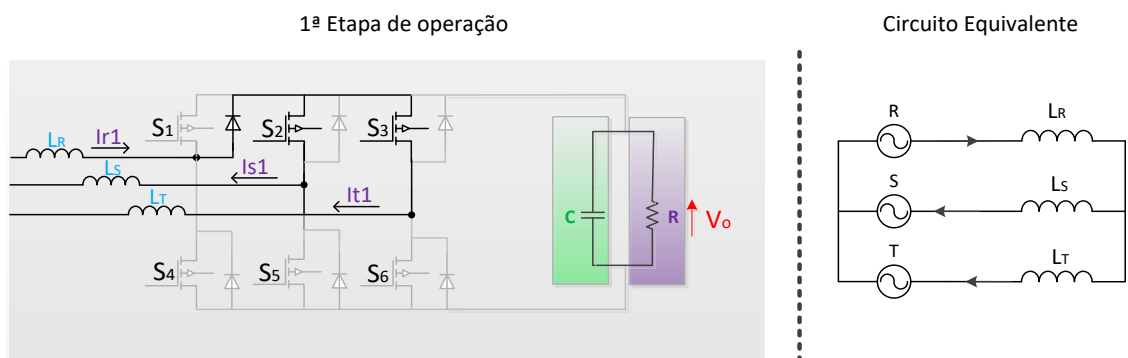 1ª Etapa de operação
Circuito Equivalente
S1
S2
S3
LR
Ir1
LS
Is1
LT
It1
C
R
Vo
S4
S5
S6
R
LR
S
LS
T
LT